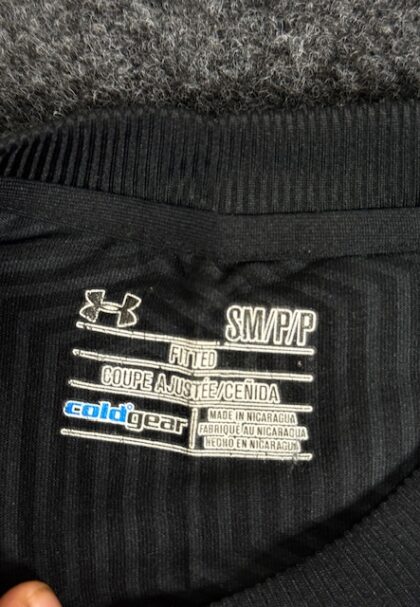 SM/P/P
FITTED
COUPE AJUSTÉE/CEÑIDA
coldgear
MADE IN NICARAGUA
FABRIQUÉ AU NICARAGUA
HECHO EN NICARAGUA